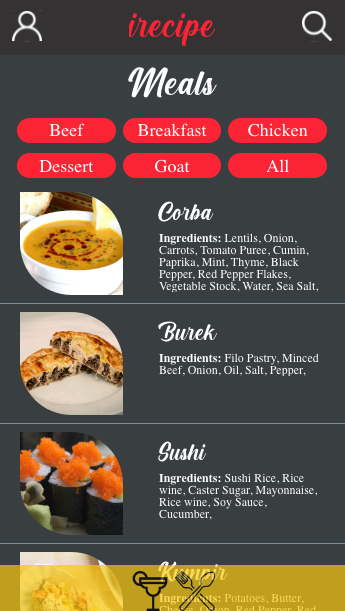 irecipe
Meals
Beef Breakfast Chicken
Dessert Goat All
Corba
Ingredients: Lentils, Onion,
Carrots, Tomato Puree, Cumin,
Paprika, Mint, Thyme, Black
Pepper, Red Pepper Flakes,
Vegetable Stock, Water, Sea Salt,
Burek
Ingredients: Filo Pastry, Minced
Beef, Onion, Oil, Salt, Pepper,
Sushi
Ingredients: Sushi Rice, Rice
wine, Caster Sugar, Mayonnaise,
Rice wine, Soy Sauce,
Cucumber,
Kumpir
Ingredients: Potatoes, Butter,
Cheese, Onion, Red Pepper, Red